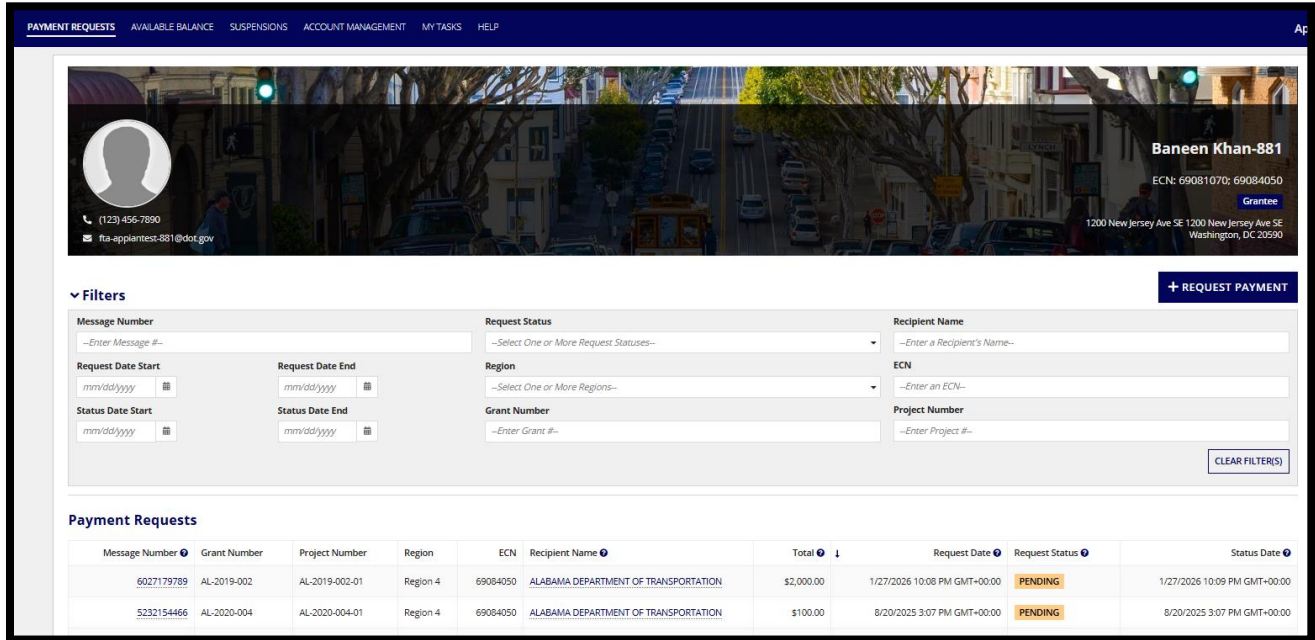 PAYMENT REQUESTS AVAILABLE BALANCE SUSPENSIONS ACCOUNT MANAGEMENT MY TASKS HELP
Baneen Khan-881
ECN: 69081070; 69084050
Grantee
(123) 456-7890
1200 New Jersey Ave SE 1200 New Jersey Ave SE
fta-appiantest-881@dot.gov
Washington, DC 20590
+ REQUEST PAYMENT
Filters
Message Number Request Status Recipient Name
--Enter Message #-- --Select One or More Request Statuses-- --Enter a Recipient's Name--
Request Date Start Request Date End Region ECN
mm/dd/yyyy mm/dd/yyyy --Select One or More Regions-- --Enter an ECN--
Status Date Start Status Date End Grant Number Project Number
mm/dd/yyyy mm/dd/yyyy --Enter Grant #-- --Enter Project #--
CLEAR FILTER(S)
Payment Requests
Message Number Grant Number Project Number Region ECN Recipient Name Total ↓ Request Date Request Status Status Date
6027179789 AL-2019-002 AL-2019-002-01 Region 4 69084050 ALABAMA DEPARTMENT OF TRANSPORTATION $2,000.00 1/27/2026 10:08 PM GMT+00:00 PENDING 1/27/2026 10:09 PM GMT+00:00
5232154466 AL-2020-004 AL-2020-004-01 Region 4 69084050 ALABAMA DEPARTMENT OF TRANSPORTATION $100.00 8/20/2025 3:07 PM GMT+00:00 PENDING 8/20/2025 3:07 PM GMT+00:00